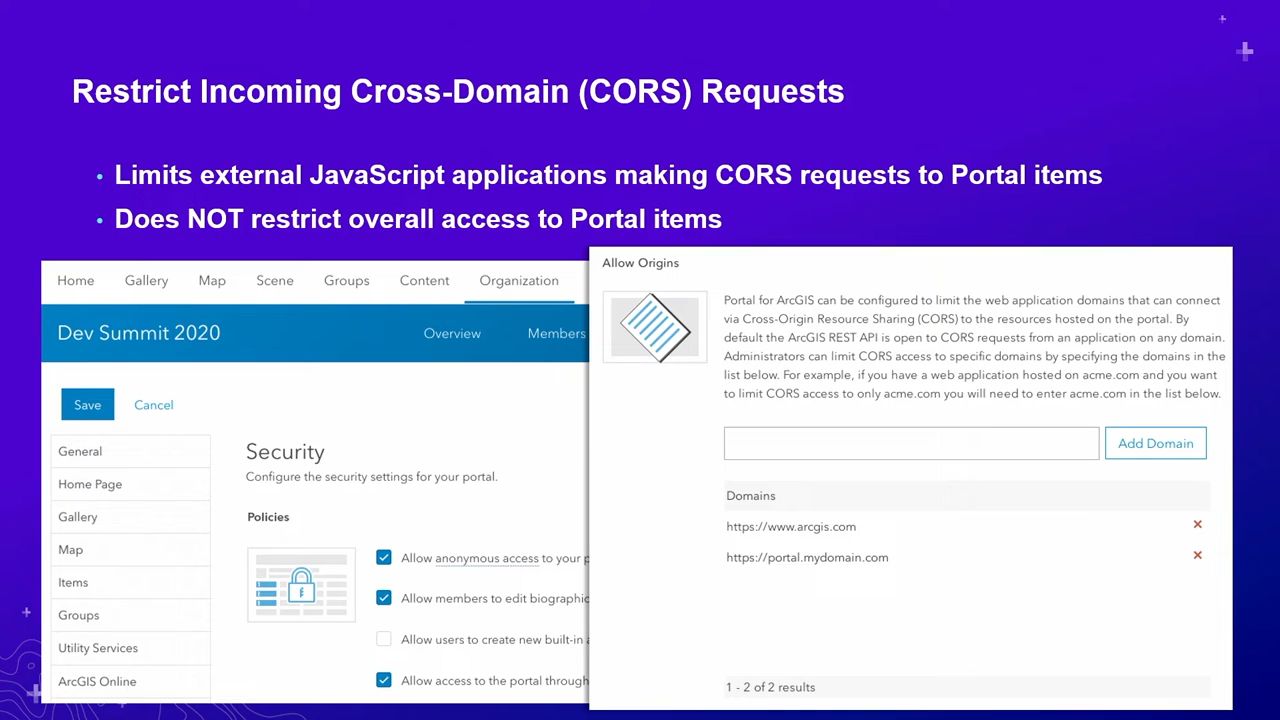 Restrict Incoming Cross-Domain (CORS) Requests
• Limits external JavaScript applications making CORS requests to Portal items
• Does NOT restrict overall access to Portal items
Home Gallery Map Scene Groups Content Organization
Dev Summit 2020 Overview Members
Save Cancel
General
Home Page
Gallery
Map
Items
Groups
Utility Services
ArcGIS Online
Security
Configure the security settings for your portal.
Policies
Allow anonymous access to your p
Allow members to edit biographic
Allow users to create new built-in a
Allow access to the portal through
Allow Origins
Portal for ArcGIS can be configured to limit the web application domains that can connect
via Cross-Origin Resource Sharing (CORS) to the resources hosted on the portal. By
default the ArcGIS REST API is open to CORS requests from an application on any domain.
Administrators can limit CORS access to specific domains by specifying the domains in the
list below. For example, if you have a web application hosted on acme.com and you want
to limit CORS access to only acme.com you will need to enter acme.com in the list below.
Add Domain
Domains
https://www.arcgis.com
https://portal.mydomain.com
1 - 2 of 2 results